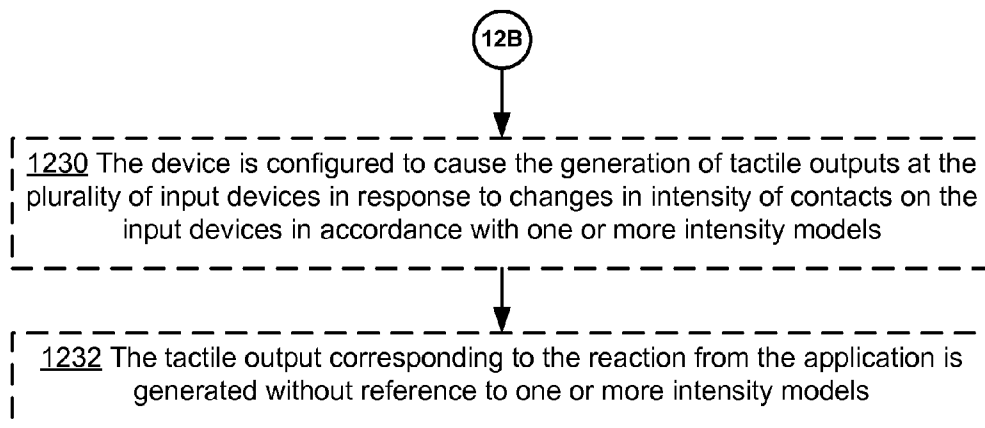 12B
1230 The device is configured to cause the generation of tactile outputs at the
plurality of input devices in response to changes in intensity of contacts on the
input devices in accordance with one or more intensity models
1232 The tactile output corresponding to the reaction from the application is
generated without reference to one or more intensity models